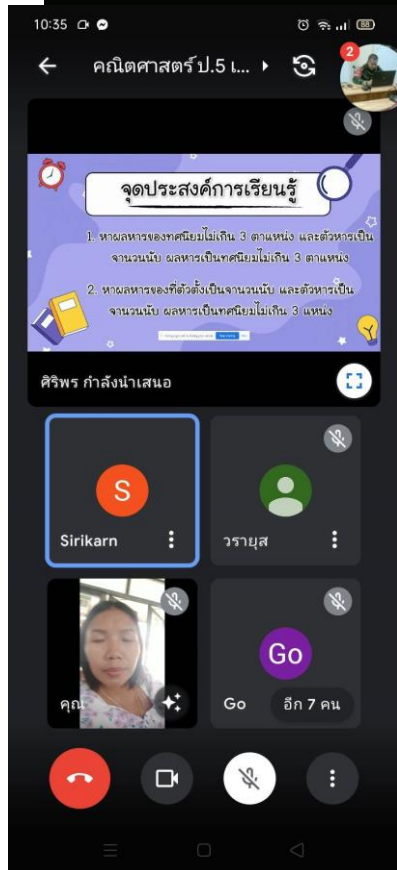 10:35
88
คณิตศาสตร์ ป.5 เ...
2
จุดประสงค์การเรียนรู้
1. หาผลหารของทศนิยมไม่เกิน 3 ตาแหน่ง และตัวหารเป็น
จานวนนับ ผลหารเป็นทศนิยมไม่เกิน 3 ตาแหน่ง
2. หาผลหารของที่ตัวตั้งเป็นจานวนนับ และตัวหารเป็น
จานวนนับ ผลหารเป็นทศนิยมไม่เกิน 3 แหน่ง
ศิริพร กำลังนำเสนอ
S
Sirikarn
วรายุส
คุณ
Go
Go
อีก 7 คน